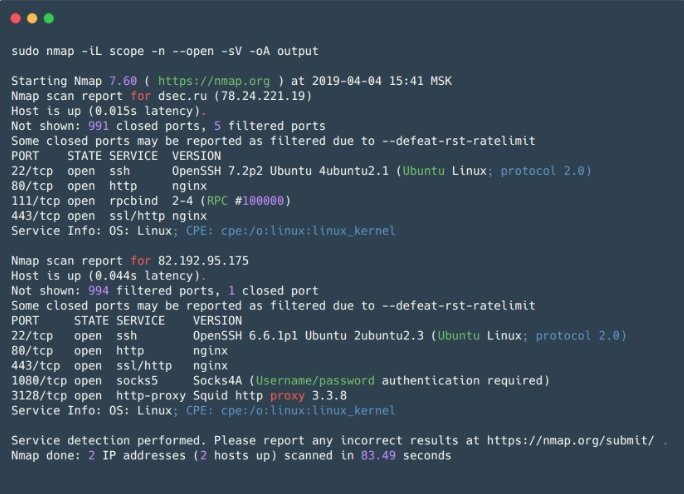 sudo nmap -iL scope -n --open -sV -oA output
Starting Nmap 7.60 ( https://nmap.org ) at 2019-04-04 15:41 MSK
Nmap scan report for dsec.ru (78.24.221.19)
Host is up (0.015s latency).
Not shown: 991 closed ports, 5 filtered ports
Some closed ports may be reported as filtered due to --defeat-rst-ratelimit
PORT STATE SERVICE VERSION
22/tcp open ssh OpenSSH 7.2p2 Ubuntu 4ubuntu2.1 (Ubuntu Linux; protocol 2.0)
80/tcp open http nginx
111/tcp open rpcbind 2-4 (RPC #100000)
443/tcp open ssl/http nginx
Service Info: OS: Linux; CPE: cpe:/o:linux:linux_kernel
Nmap scan report for 82.192.95.175
Host is up (0.044s latency).
Not shown: 994 filtered ports, 1 closed port
Some closed ports may be reported as filtered due to --defeat-rst-ratelimit
PORT STATE SERVICE VERSION
22/tcp open ssh OpenSSH 6.6.1p1 Ubuntu 2ubuntu2.3 (Ubuntu Linux; protocol 2.0)
80/tcp open http nginx
443/tcp open ssl/http nginx
1080/tcp open socks5 Socks4A (Username/password authentication required)
3128/tcp open http-proxy Squid http proxy 3.3.8
Service Info: OS: Linux; CPE: cpe:/o:linux:linux_kernel
Service detection performed. Please report any incorrect results at https://nmap.org/submit/ .
Nmap done: 2 IP addresses (2 hosts up) scanned in 83.49 seconds